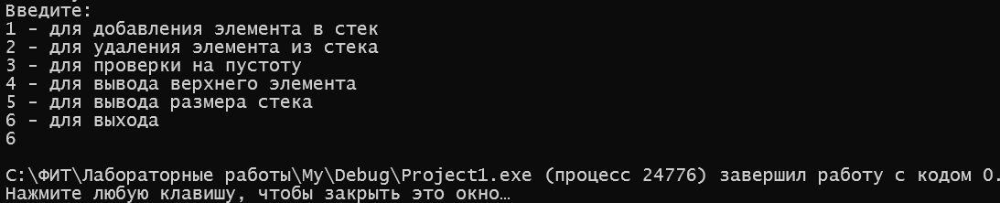 Введите:
1 - для добавления элемента в стек
2 - для удаления элемента из стека
3 - для проверки на пустоту
4 - для вывода верхнего элемента
5 - для вывода размера стека
6 - для выхода
6
C:\ФИТ\Лабораторные работы\My\Debug\Project1.exe (процесс 24776) завершил работу с кодом 0.
Нажмите любую клавишу, чтобы закрыть это окно…